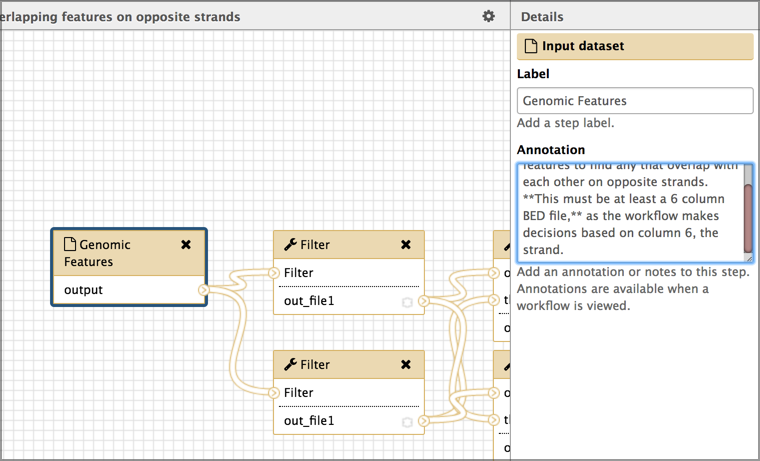 overlapping features on opposite strands
Details
Input dataset
Label
Genomic Features
Add a step label.
Annotation
features to find any that overlap with
each other on opposite strands.
**This must be at least a 6 column
BED file,** as the workflow makes
decisions based on column 6, the
strand.
Add an annotation or notes to this step.
Annotations are available when a
workflow is viewed.
Genomic
Features
output
Filter
Filter
out_file1
Filter
Filter
out_file1